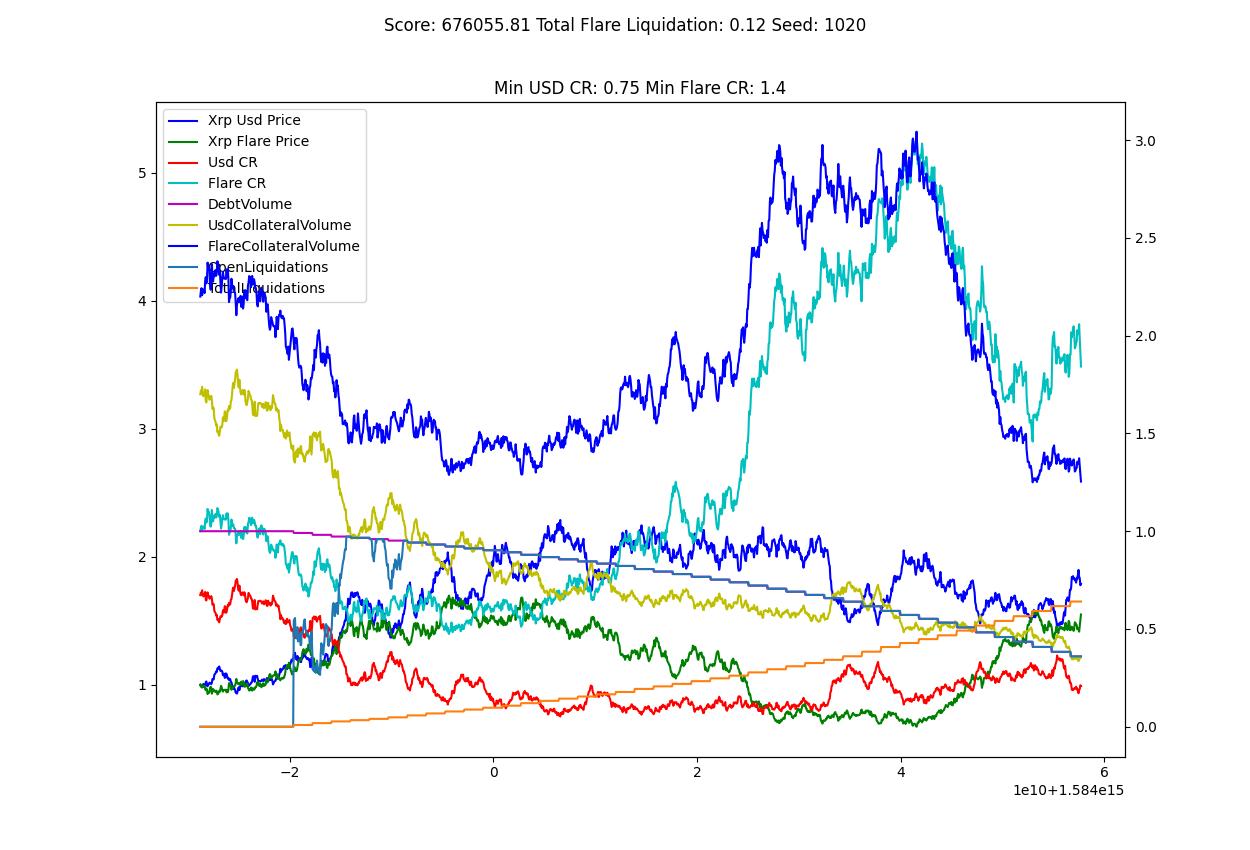 Score: 676055.81 Total Flare Liquidation: 0.12 Seed: 1020
Min USD CR: 0.75 Min Flare CR: 1.4
Xrp Usd Price
Xrp Flare Price
Usd CR
Flare CR
DebtVolume
UsdCollateralVolume
FlareCollateralVolume
OpenLiquidations
TotalLiquidations
5
4
3
2
1
3.0
2.5
2.0
1.5
1.0
0.5
0.0
−2
0
2
4
6
1e10+1.584e15